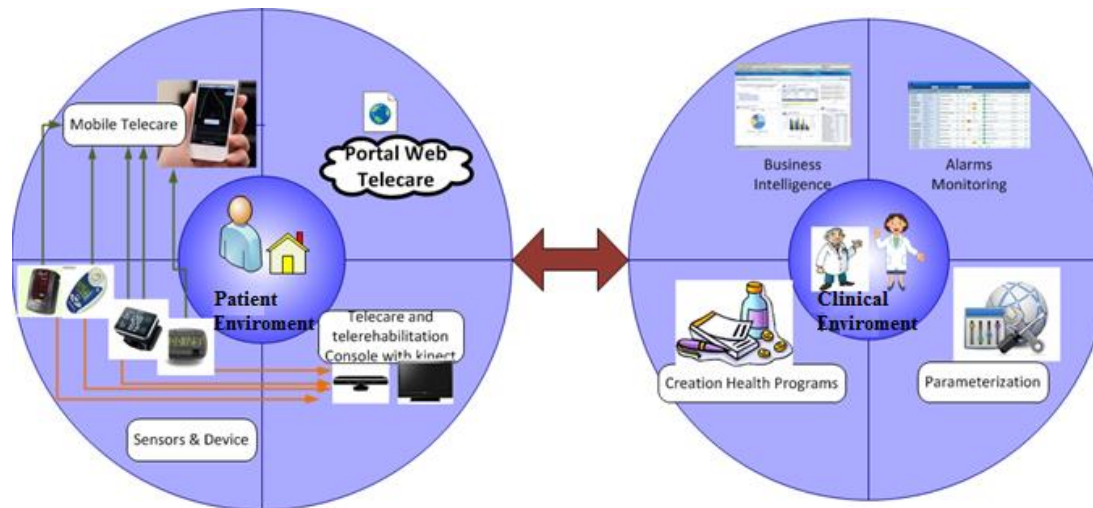 Mobile Telecare
Portal Web
Telecare
Patient
Enviroment
Telecare and
telerehabilitation
Console with kinect
Sensors & Device
Business
Intelligence
Alarms
Monitoring
Clinical
Enviroment
Creation Health Programs
Parameterization